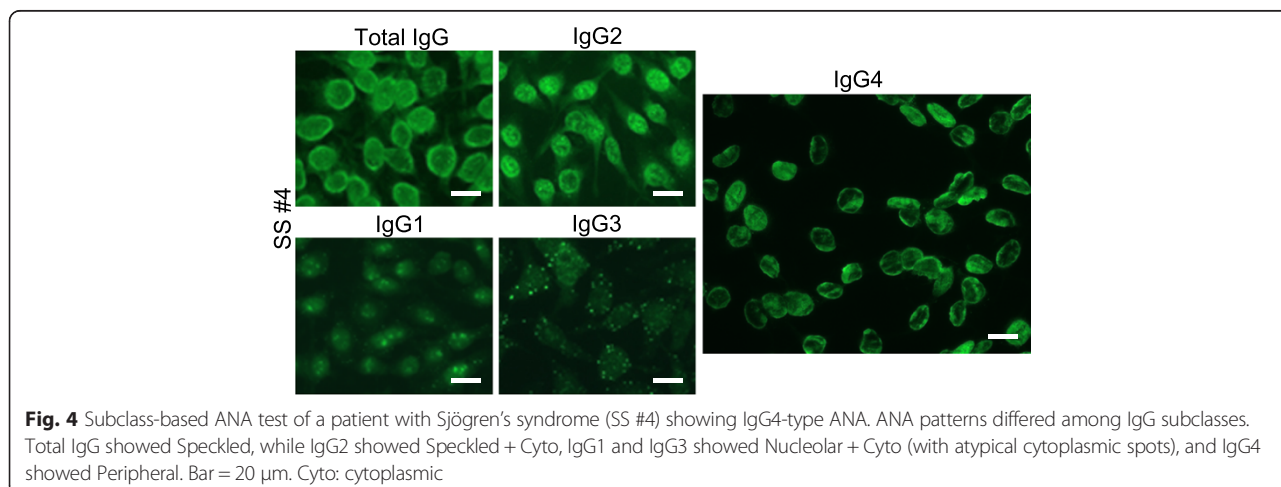 Total IgG
IgG2
IgG4
SS #4
IgG1
IgG3
Fig. 4 Subclass-based ANA test of a patient with Sjögren's syndrome (SS #4) showing IgG4-type ANA. ANA patterns differed among IgG subclasses.
Total IgG showed Speckled, while IgG2 showed Speckled + Cyto, IgG1 and IgG3 showed Nucleolar + Cyto (with atypical cytoplasmic spots), and IgG4
showed Peripheral. Bar = 20 μm. Cyto: cytoplasmic